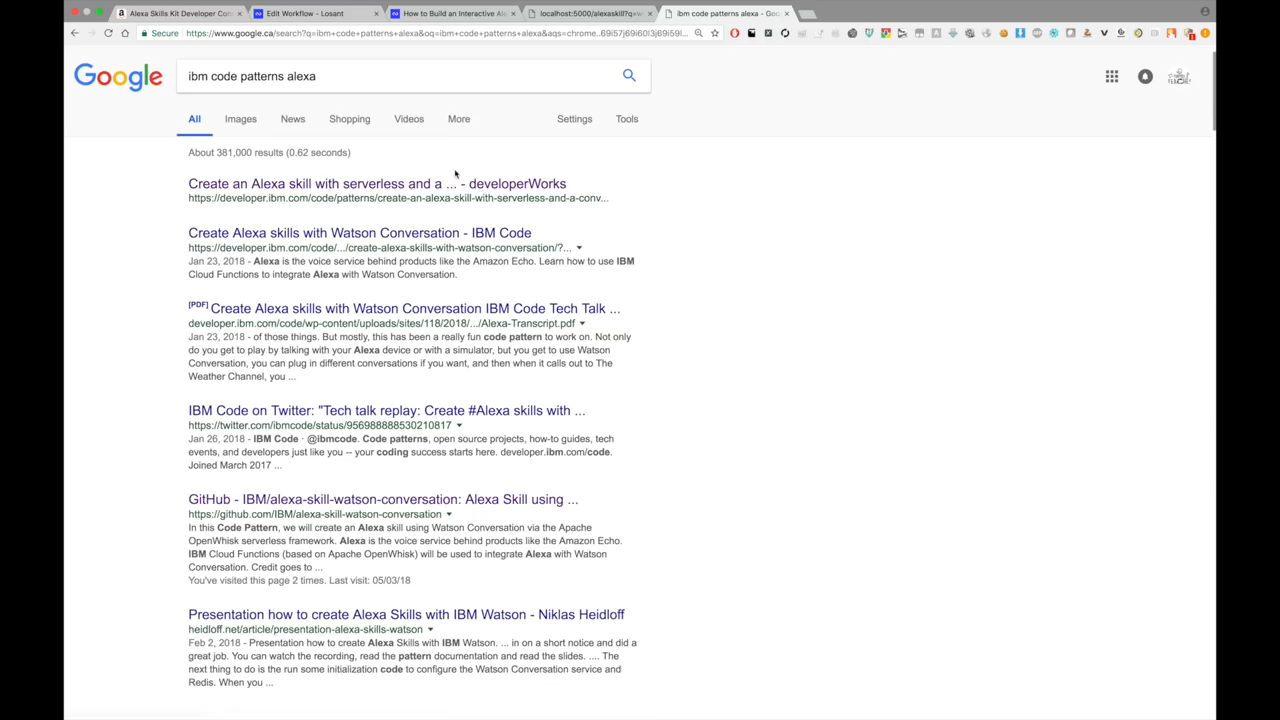 Alexa Skills Kit Developer Con
Edit Workflow - Losant
How to Build an Interactive Al
localhost:5000/alexaskill?q=w
ibm code patterns alexa - Goo
Secure
https://www.google.ca/search?q=ibm+code+patterns+alexa&oq=ibm+code+patterns+alexa&aqs=chrome..69i57j69i60l3j69i59l...
Google
ibm code patterns alexa
All
Images
News
Shopping
Videos
More
Settings
Tools
About 381,000 results (0.62 seconds)
Create an Alexa skill with serverless and a ... - developerWorks
https://developer.ibm.com/code/patterns/create-an-alexa-skill-with-serverless-and-a-conv...
Create Alexa skills with Watson Conversation - IBM Code
https://developer.ibm.com/code/.../create-alexa-skills-with-watson-conversation/?...
Jan 23, 2018 - Alexa is the voice service behind products like the Amazon Echo. Learn how to use IBM
Cloud Functions to integrate Alexa with Watson Conversation.
[PDF] Create Alexa skills with Watson Conversation IBM Code Tech Talk ...
developer.ibm.com/code/wp-content/uploads/sites/118/2018/.../Alexa-Transcript.pdf
Jan 23, 2018 - of those things. But mostly, this has been a really fun code pattern to work on. Not only
do you get to play by talking with your Alexa device or with a simulator, but you get to use Watson
Conversation, you can plug in different conversations if you want, and then when it calls out to The
Weather Channel, you ...
IBM Code on Twitter: "Tech talk replay: Create #Alexa skills with ...
https://twitter.com/ibmcode/status/956988888530210817
Jan 26, 2018 - IBM Code · @ibmcode. Code patterns, open source projects, how-to guides, tech
events, and developers just like you -- your coding success starts here. developer.ibm.com/code.
Joined March 2017 ...
GitHub - IBM/alexa-skill-watson-conversation: Alexa Skill using ...
https://github.com/IBM/alexa-skill-watson-conversation
In this Code Pattern, we will create an Alexa skill using Watson Conversation via the Apache
OpenWhisk serverless framework. Alexa is the voice service behind products like the Amazon Echo.
IBM Cloud Functions (based on Apache OpenWhisk) will be used to integrate Alexa with Watson
Conversation. Credit goes to ...
You've visited this page 2 times. Last visit: 05/03/18
Presentation how to create Alexa Skills with IBM Watson - Niklas Heidloff
heidloff.net/article/presentation-alexa-skills-watson
Feb 2, 2018 - Presentation how to create Alexa Skills with IBM Watson. ... in on a short notice and did a
great job. You can watch the recording, read the pattern documentation and read the slides. .... The
next thing to do is the run some initialization code to configure the Watson Conversation service and
Redis. When you ...